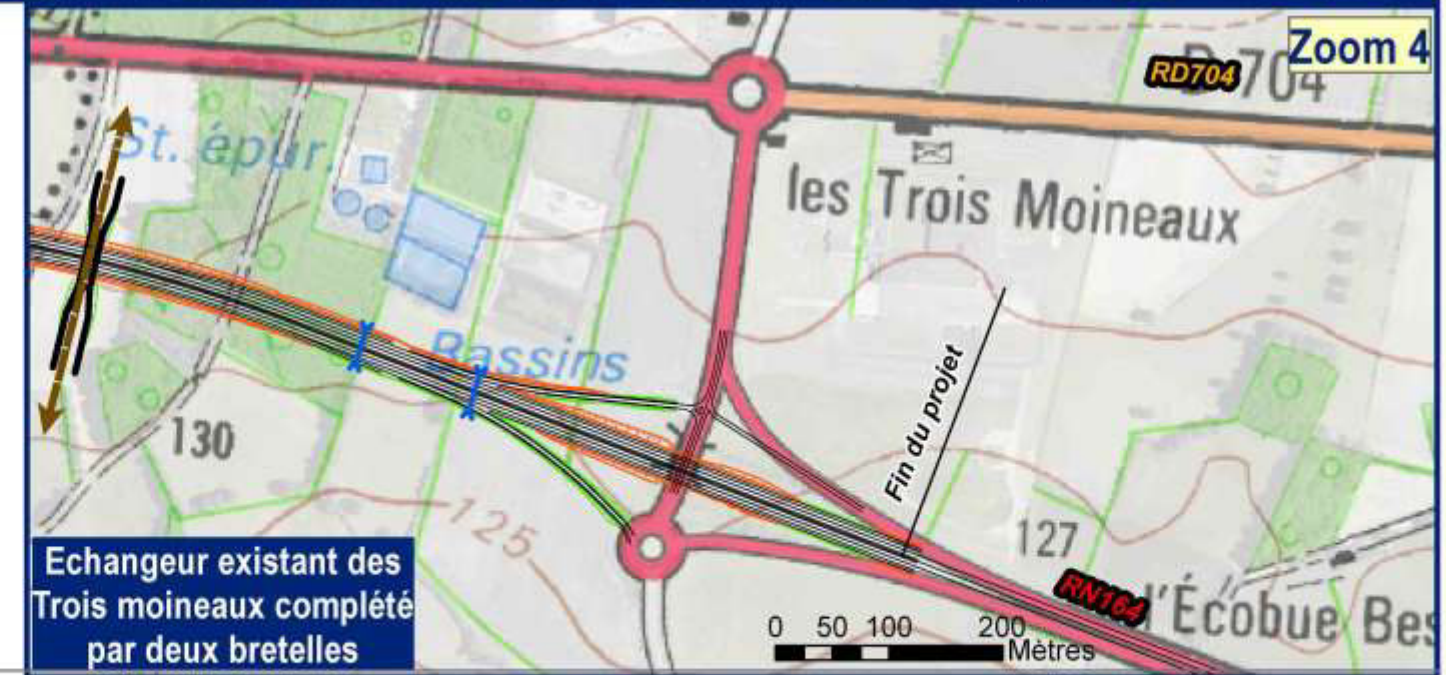 Zoom 4
RD704
704
St. épur.
les Trois Moineaux
Bassins
Fin du projet
130
125
127
RN164
l'Écobue Bes
Echangeur existant des
Trois moineaux complété
par deux bretelles
0 50 100 200
Mètres